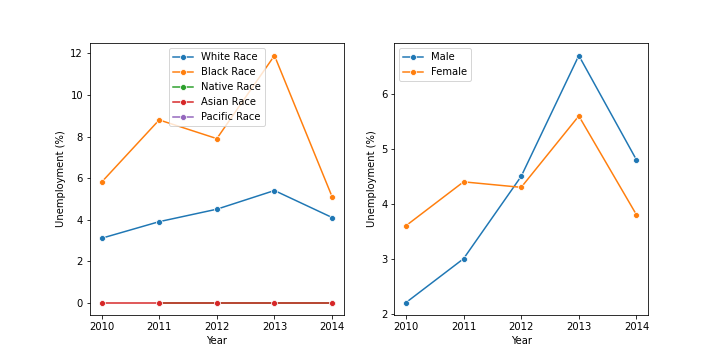 White Race
Black Race
Native Race
Asian Race
Pacific Race
12
10
8
6
4
2
0
Unemployment (%)
2010 2011 2012 2013 2014
Year
Male
Female
6
5
4
3
2
Unemployment (%)
2010 2011 2012 2013 2014
Year